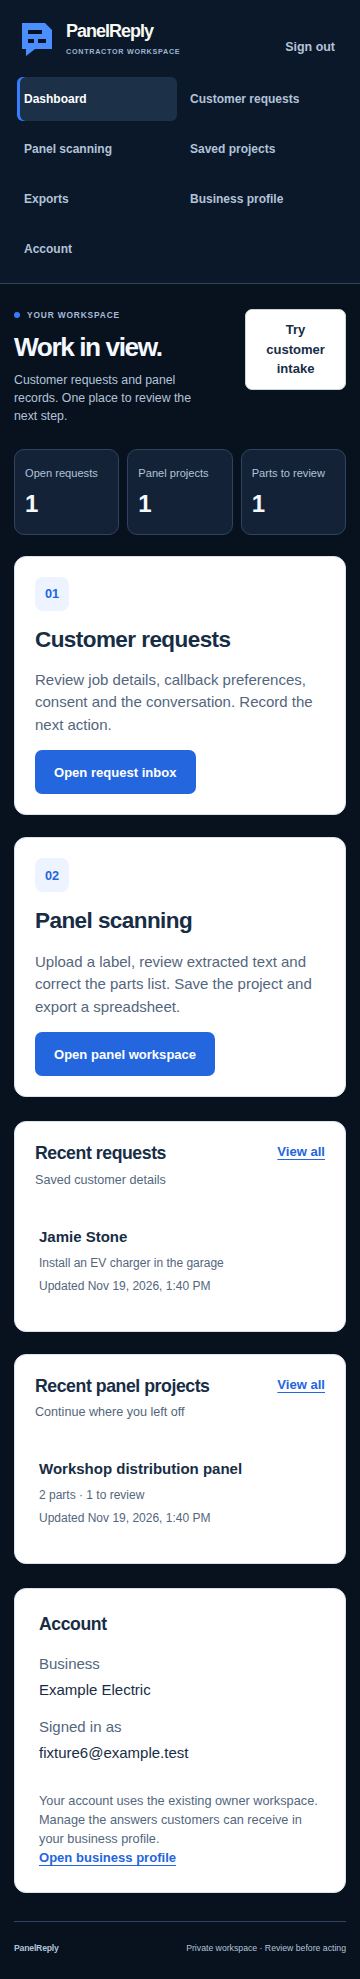 PanelReply
CONTRACTOR WORKSPACE
Sign out
Dashboard
Customer requests
Panel scanning
Saved projects
Exports
Business profile
Account
YOUR WORKSPACE
Work in view.
Customer requests and panel
records. One place to review the
next step.
Try
customer
intake
Open requests
1
Panel projects
1
Parts to review
1
01
Customer requests
Review job details, callback preferences,
consent and the conversation. Record the
next action.
Open request inbox
02
Panel scanning
Upload a label, review extracted text and
correct the parts list. Save the project and
export a spreadsheet.
Open panel workspace
Recent requests
View all
Saved customer details
Jamie Stone
Install an EV charger in the garage
Updated Nov 19, 2026, 1:40 PM
Recent panel projects
View all
Continue where you left off
Workshop distribution panel
2 parts · 1 to review
Updated Nov 19, 2026, 1:40 PM
Account
Business
Example Electric
Signed in as
fixture6@example.test
Your account uses the existing owner workspace.
Manage the answers customers can receive in
your business profile.
Open business profile
PanelReply
Private workspace · Review before acting